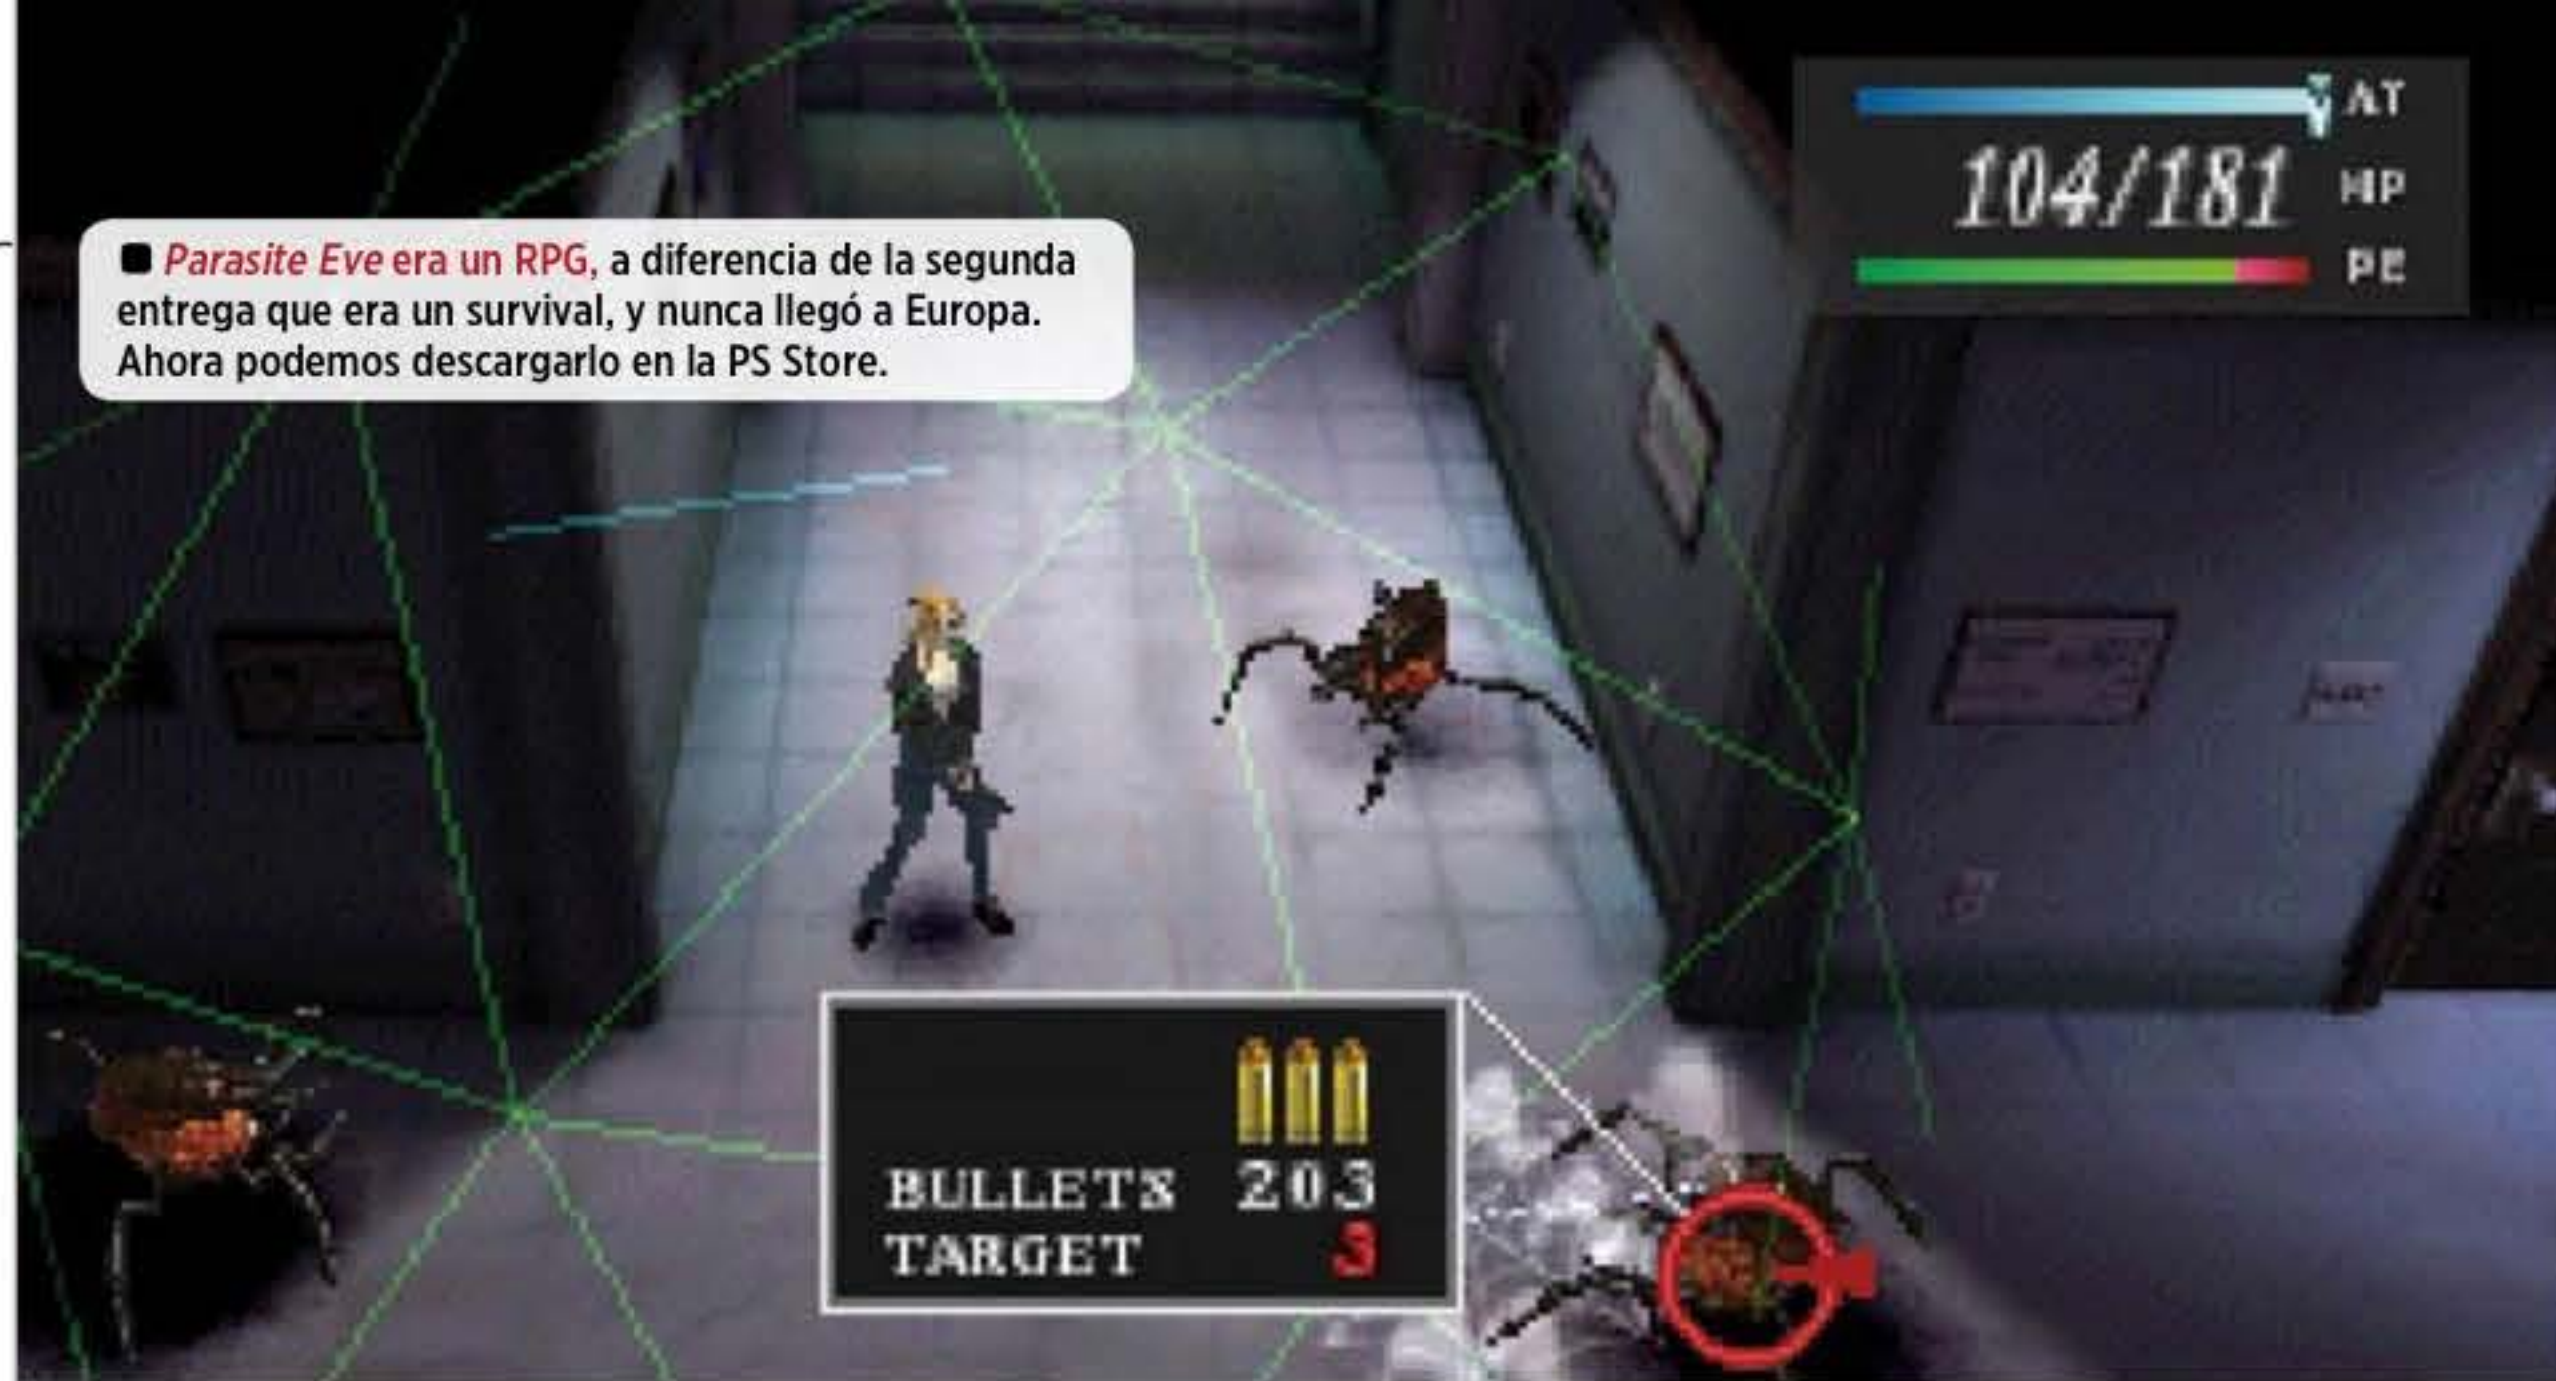 ■ Parasite Eve era un RPG, a diferencia de la segunda
entrega que era un survival, y nunca llegó a Europa.
Ahora podemos descargarlo en la PS Store.
AT
104/181 HP
PE
BULLETS 203
TARGET 3